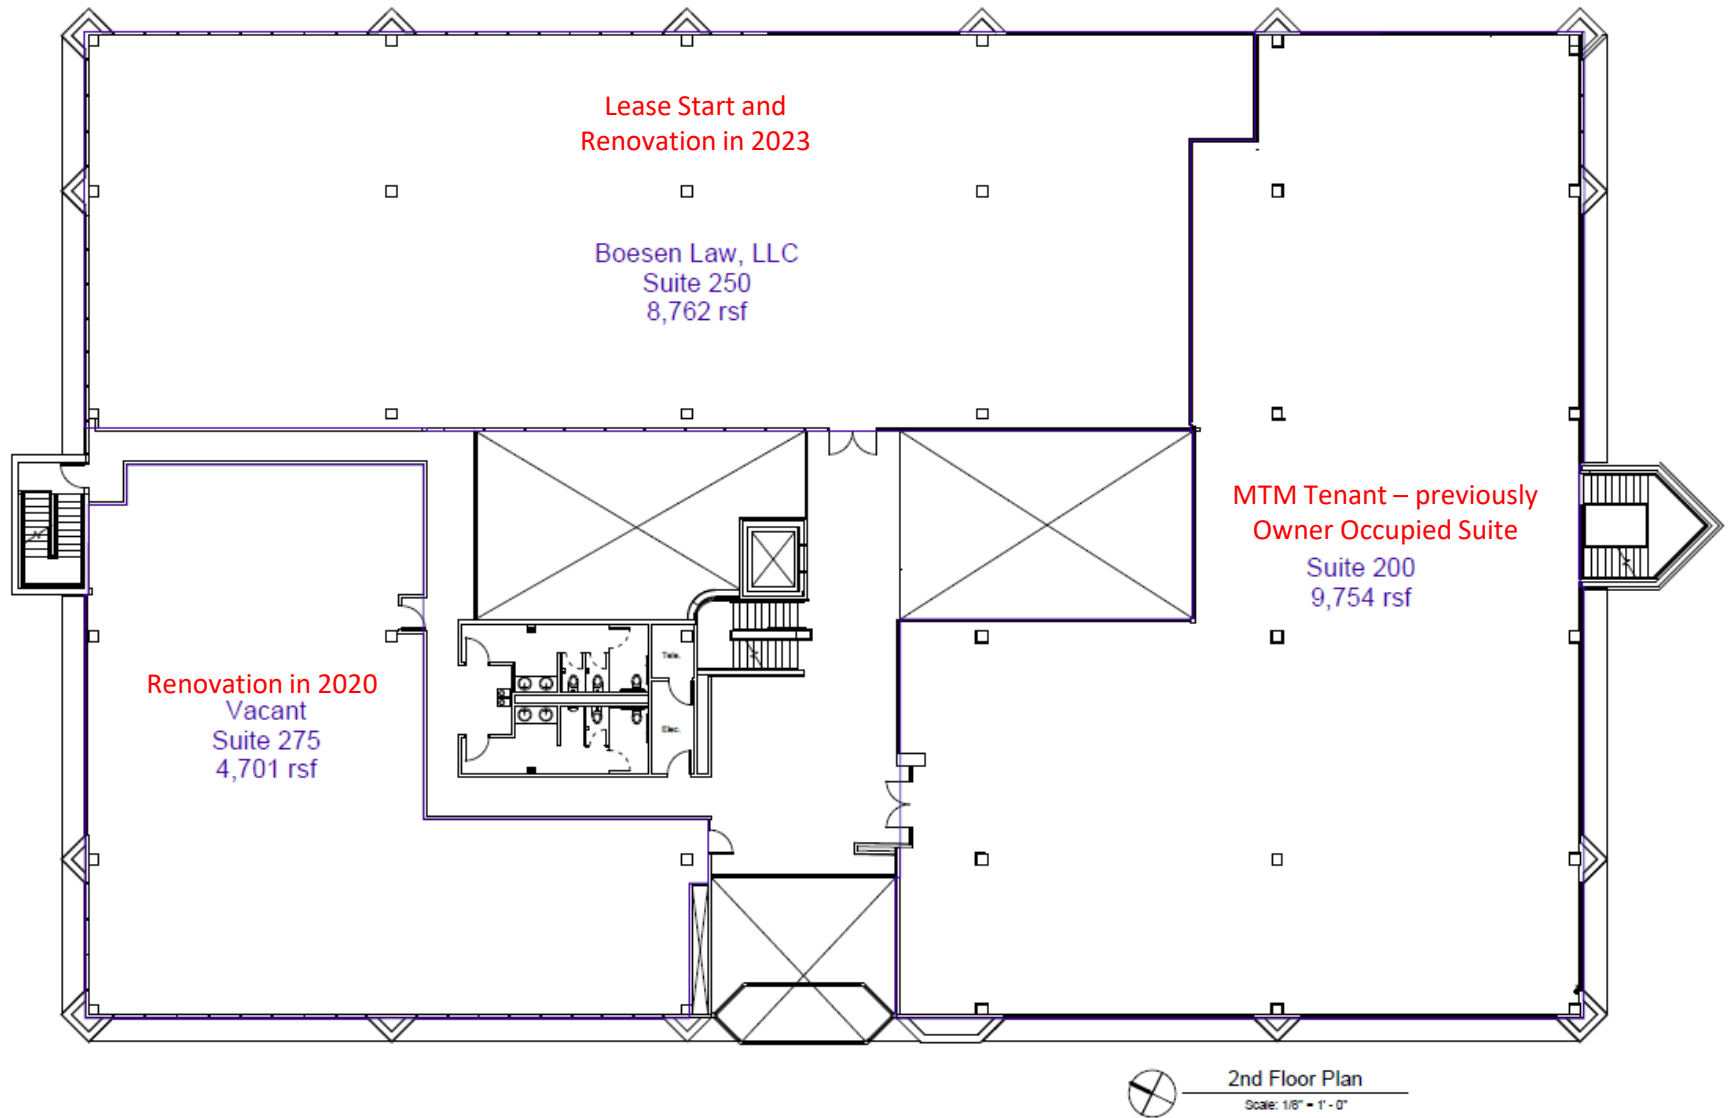 Lease Start and
Renovation in 2023
Boesen Law, LLC
Suite 250
8,762 rsf
MTM Tenant – previously
Owner Occupied Suite
Suite 200
9,754 rsf
Tele.
Renovation in 2020
Vacant
Suite 275
4,701 rsf
Elec.
2nd Floor Plan
Scale: 1/8" = 1' - 0"